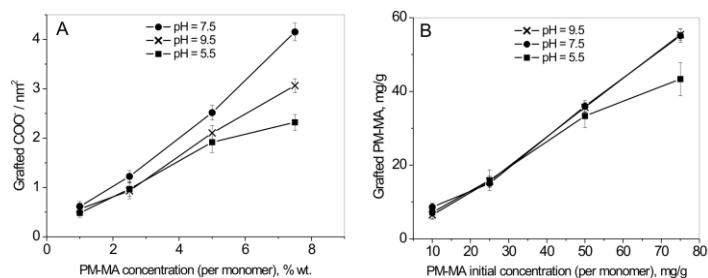 A
pH = 7.5
pH = 9.5
pH = 5.5
Grafted COO⁻ / nm²
4
3
2
1
0
0 2 4 6 8
PM-MA concentration (per monomer), % wt.
B
pH = 9.5
pH = 7.5
pH = 5.5
Grafted PM-MA, mg/g
60
40
20
0
10 20 30 40 50 60 70 80
PM-MA initial concentration (per monomer), mg/g